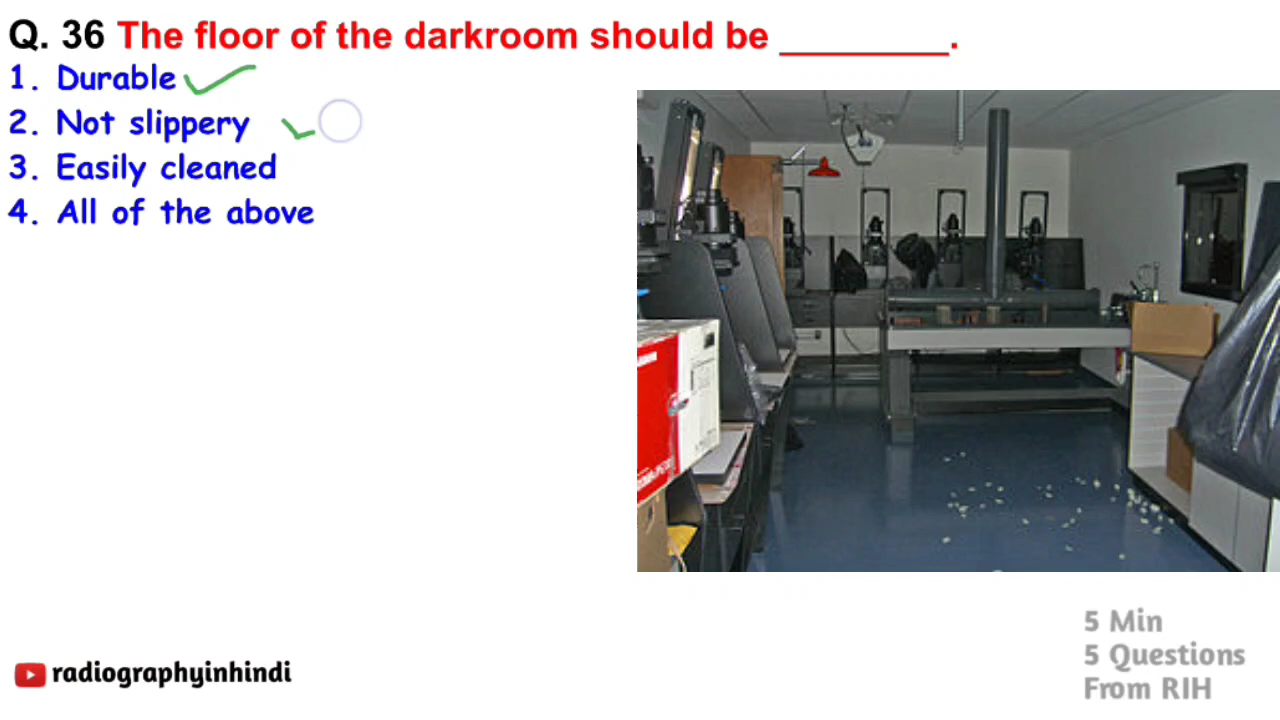 Q. 36 The floor of the darkroom should be ________.
1. Durable
2. Not slippery
3. Easily cleaned
4. All of the above
5 Min
5 Questions
From RIH
radiographyinhindi